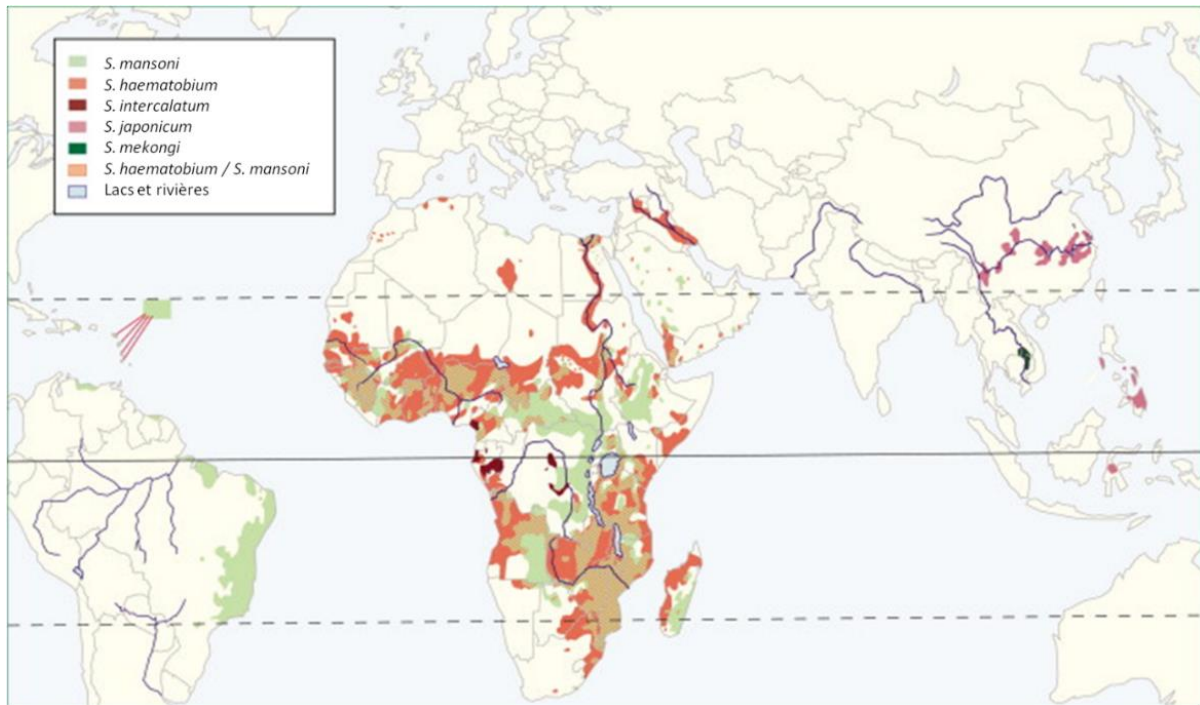 S. mansoni
S. haematobium
S. intercalatum
S. japonicum
S. mekongi
S. haematobium / S. mansoni
Lacs et rivières